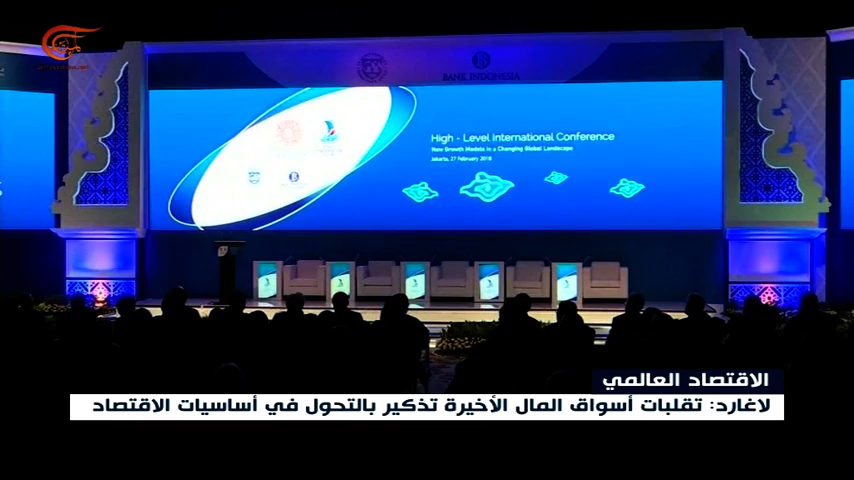 BANK INDONESIA
High - Level International Conference
New Growth Models in a Changing Global Landscape
Jakarta, 27 February 2018
الاقتصاد العالمي
لاغارد: تقلبات أسواق المال الأخيرة تذكير بالتحول في أساسيات الاقتصاد